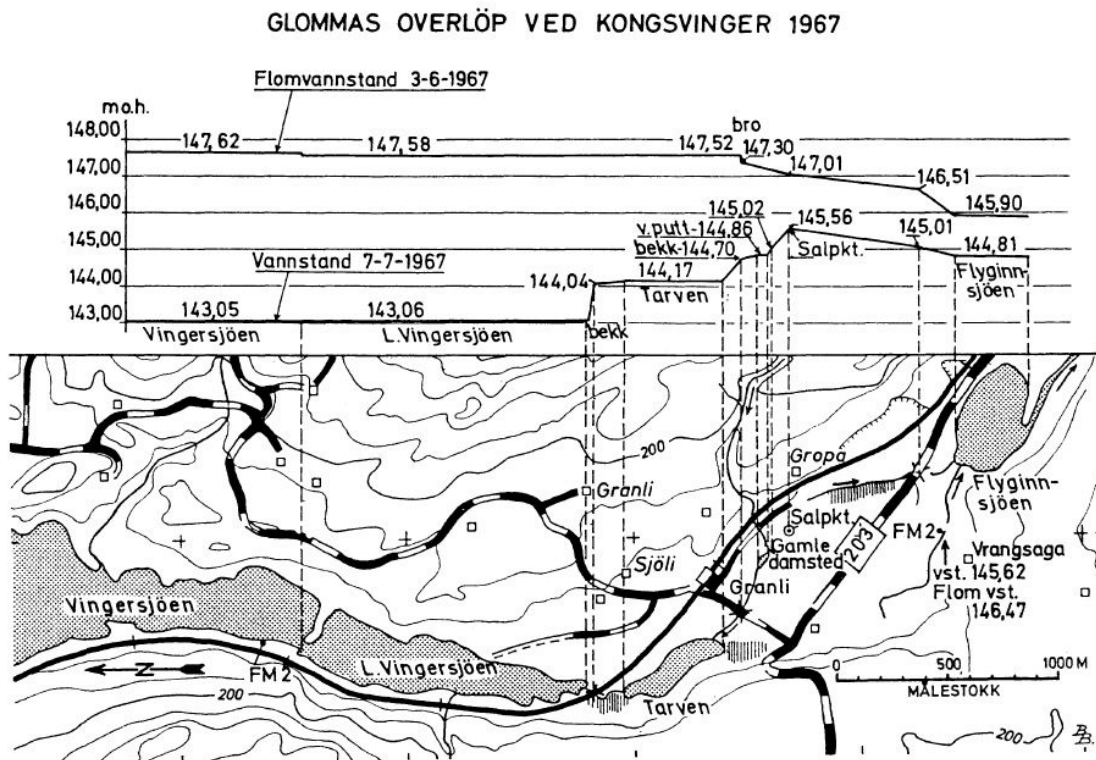 GLOMMAS OVERLÖP VED KONGSVINGER 1967
Flomvannstand 3-6-1967
mo.h.
148,00
147,62
147,58
147,52
bro
147,30
147,00
147,01
146,51
146,00
145,02
145,56
145,90
v.putt-144,86
145,01
145,00
bekk-144,70
Salpkt.
144,81
Vannstand 7-7-1967
144,04
144,17
144,00
Tarven
Flyginn-
sjöen
143,00
143,05
143,06
Vingersjöen
L.Vingersjöen
bekk
200
Gropa
Granli
Flyginn-
sjöen
Salpkt.
FM2
Sjöli
Gamle
damsted
203
Vrangsaga
vst. 145,62
Flom vst.
146,47
Granli
Vingersjöen
L.Vingersjöen
N
FM2
200
Tarven
0
500
1000 M
MÅLESTOKK
200